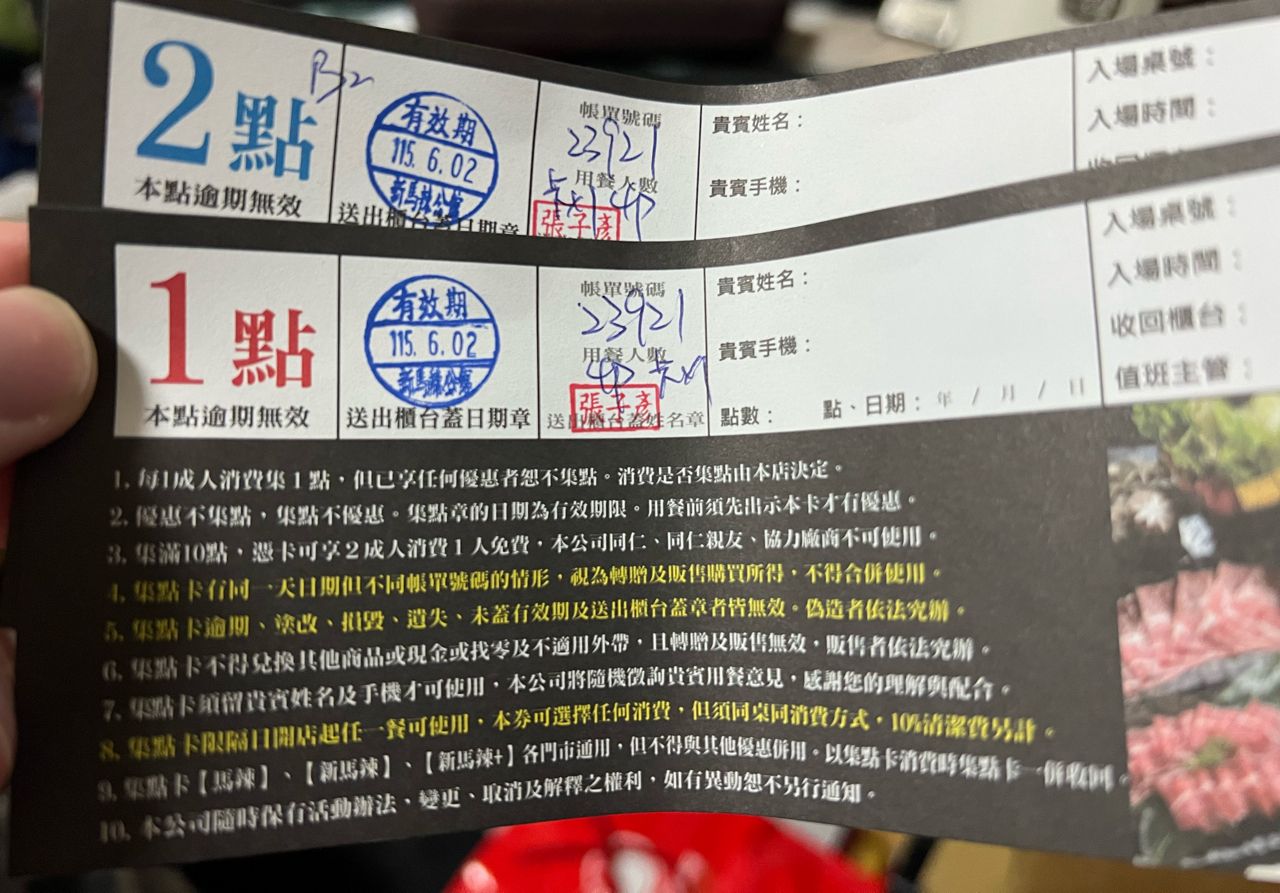 2點
本點逾期無效
B2
有效期
115. 6. 02
新馬辣公館
送出櫃台蓋日期章
帳單號碼
23921
用餐人數
4P
張子彥
貴賓姓名：
貴賓手機：
入場桌號：
入場時間：
1點
本點逾期無效
有效期
115. 6. 02
新馬辣公館
送出櫃台蓋日期章
帳單號碼
23921
用餐人數
4P
張子彥
送出櫃台蓋姓名章
貴賓姓名：
貴賓手機：
點數： 點、日期： 年 / 月 / 日
入場桌號：
入場時間：
收回櫃台：
值班主管：
1. 每1成人消費集 1 點，但已享任何優惠者恕不集點。消費是否集點由本店決定。
2. 優惠不集點，集點不優惠。集點章的日期為有效期限。用餐前須先出示本卡才有優惠。
3. 集滿10點，憑卡可享 2 成人消費 1 人免費，本公司同仁、同仁親友、協力廠商不可使用。
4. 集點卡有同一天日期但不同帳單號碼的情形，視為轉贈及販售購買所得，不得合併使用。
5. 集點卡逾期、塗改、損毀、遺失、未蓋有效期及送出櫃台蓋章者皆無效。偽造者依法究辦。
6. 集點卡不得兌換其他商品或現金或找零及不適用外帶，且轉贈及販售無效，販售者依法究辦。
7. 集點卡須留貴賓姓名及手機才可使用，本公司將隨機徵詢貴賓用餐意見，感謝您的理解與配合。
8. 集點卡限隔日開店起任一餐可使用，本券可選擇任何消費，但須同桌同消費方式，10%清潔費另計。
9. 集點卡【馬辣】、【新馬辣】、【新馬辣+】各門市通用，但不得與其他優惠併用。以集點卡消費時集點卡一併收回。
10. 本公司隨時保有活動辦法、變更、取消及解釋之權利，如有異動恕不另行通知。